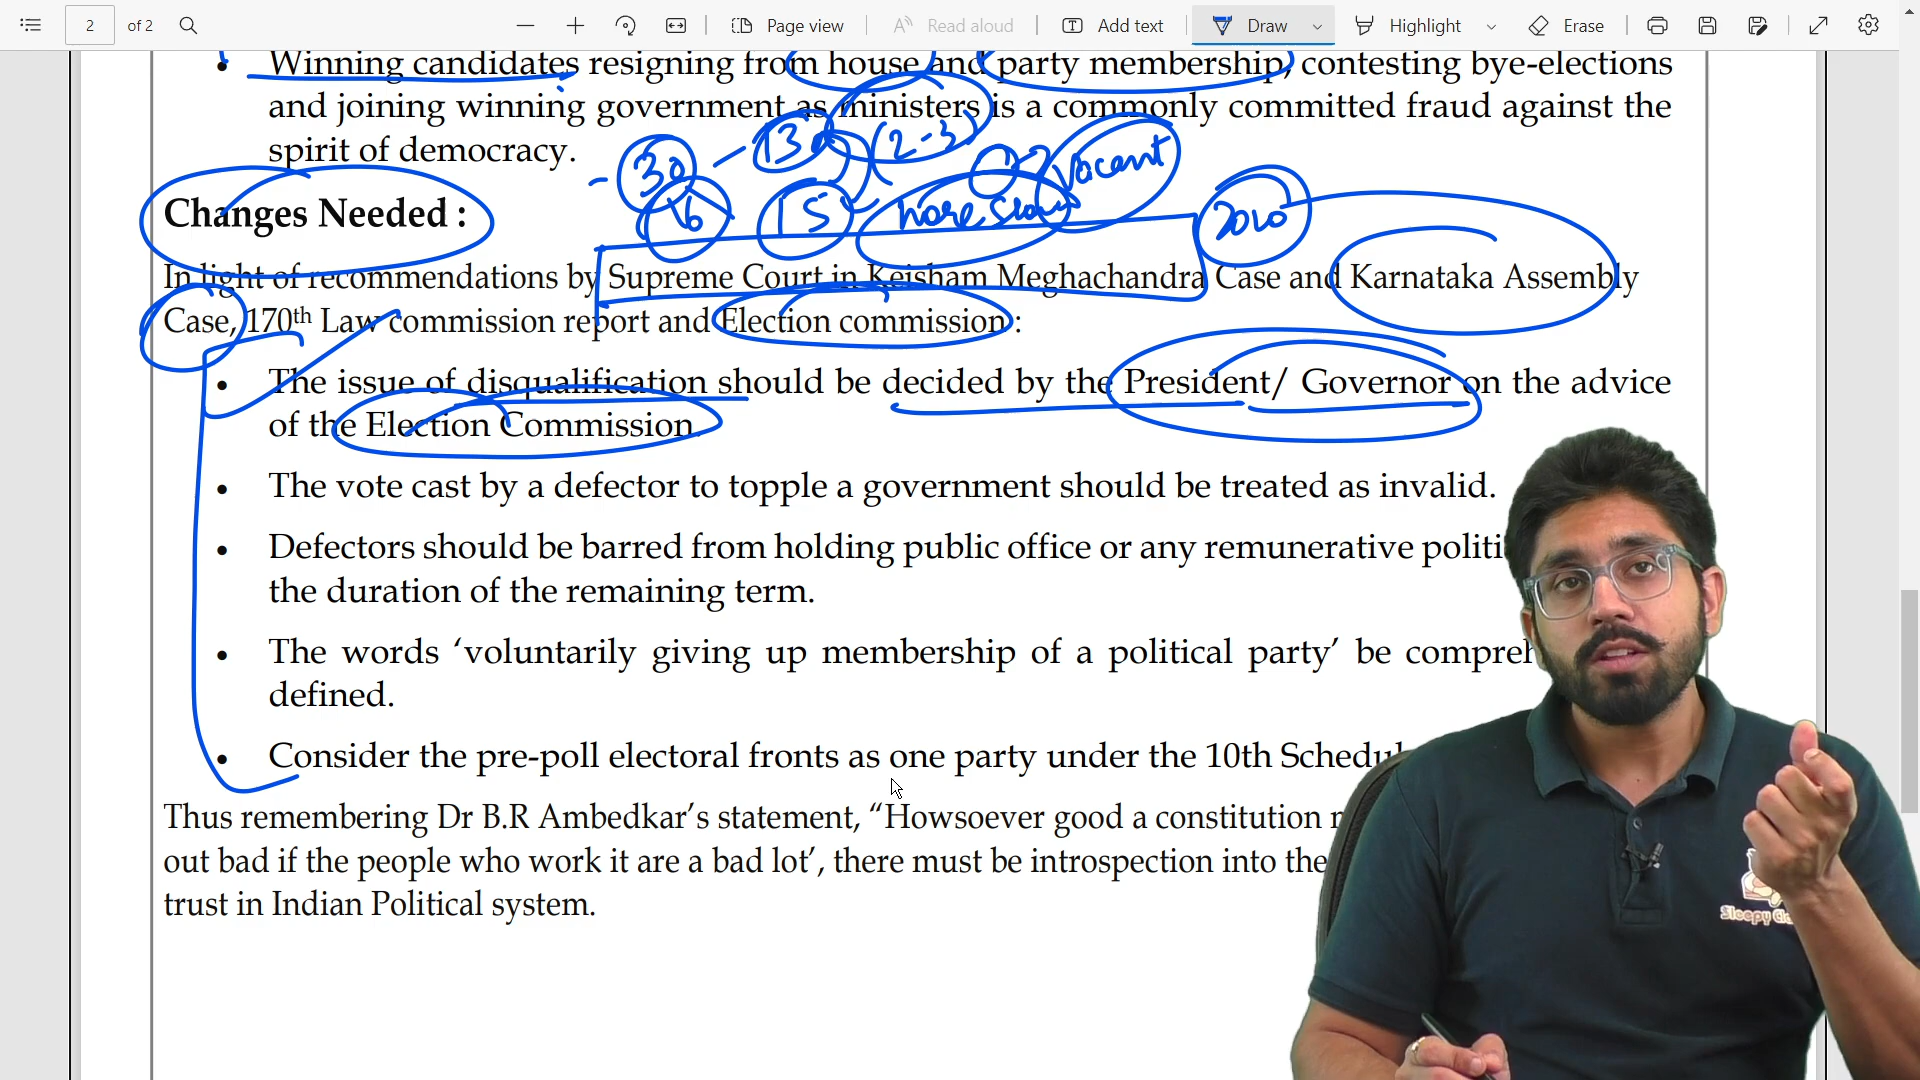 2 of 2 Page view Read aloud Add text Draw Highlight Erase
Winning candidates resigning from house and party membership, contesting bye-elections
and joining winning government as ministers is a commonly committed fraud against the
spirit of democracy.
30 - 130 (2-3) vacant
16 15 2010
Changes Needed :
In light of recommendations by Supreme Court in Keisham Meghachandra Case and Karnataka Assembly
Case, 170th Law commission report and Election commission :
• The issue of disqualification should be decided by the President/ Governor on the advice
of the Election Commission.
• The vote cast by a defector to topple a government should be treated as invalid.
• Defectors should be barred from holding public office or any remunerative politi
the duration of the remaining term.
• The words ‘voluntarily giving up membership of a political party’ be compreh
defined.
• Consider the pre-poll electoral fronts as one party under the 10th Schedul
Thus remembering Dr B.R Ambedkar’s statement, “Howsoever good a constitution
out bad if the people who work it are a bad lot’, there must be introspection into the
trust in Indian Political system.
Sleepy Cl